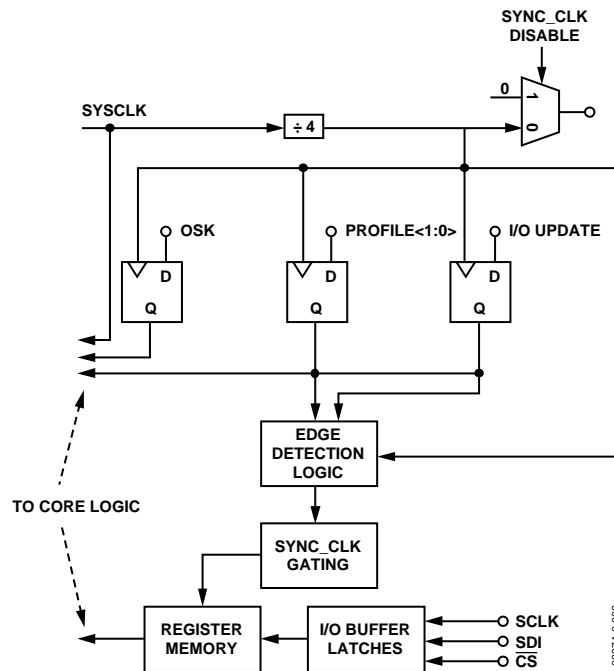 SYNC_CLK
DISABLE
0
1
0
SYSCLK
÷ 4
OSK
PROFILE<1:0>
I/O UPDATE
D
Q
D
Q
D
Q
EDGE
DETECTION
LOGIC
TO CORE LOGIC
SYNC_CLK
GATING
REGISTER
MEMORY
I/O BUFFER
LATCHES
SCLK
SDI
CS